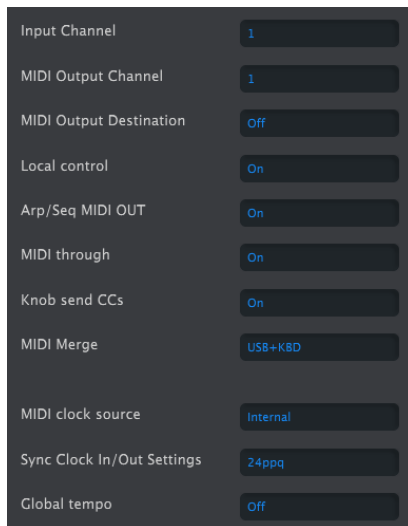 Input Channel 1
MIDI Output Channel 1
MIDI Output Destination Off
Local control On
Arp/Seq MIDI OUT On
MIDI through On
Knob send CCs On
MIDI Merge USB+KBD
MIDI clock source Internal
Sync Clock In/Out Settings 24ppq
Global tempo Off